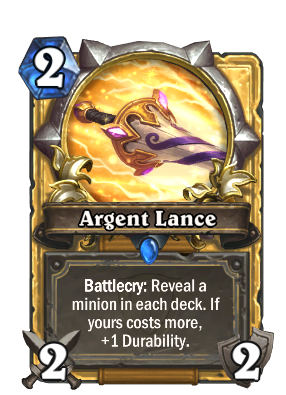 2
Argent Lance
Battlecry: Reveal a
minion in each deck. If
yours costs more,
+1 Durability.
2
2